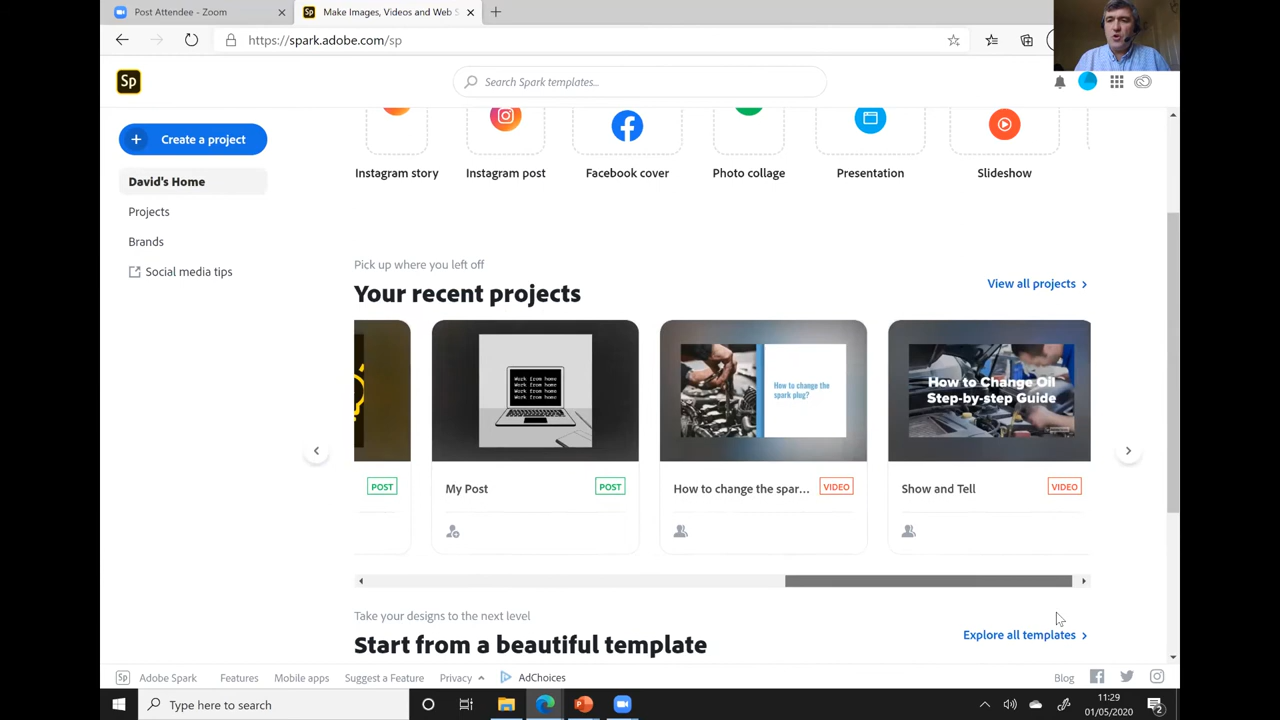 Post Attendee - Zoom
Make Images, Videos and Web S
https://spark.adobe.com/sp
Sp
Search Spark templates...
Create a project
David's Home
Projects
Brands
Social media tips
Instagram story
Instagram post
Facebook cover
Photo collage
Presentation
Slideshow
Pick up where you left off
Your recent projects
View all projects
Work from home
Work from home
Work from home
Work from home
How to change the
spark plug?
How to Change Oil
Step-by-step Guide
POST
My Post
POST
How to change the spar...
VIDEO
Show and Tell
VIDEO
Take your designs to the next level
Start from a beautiful template
Explore all templates
Sp
Adobe Spark
Features
Mobile apps
Suggest a Feature
Privacy
AdChoices
Blog
Type here to search
11:29
01/05/2020
2